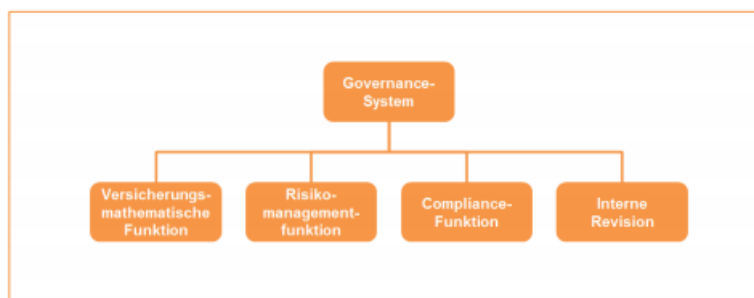 Governance-
System
Versicherungs-
mathematische
Funktion
Risiko-
management-
funktion
Compliance-
Funktion
Interne
Revision